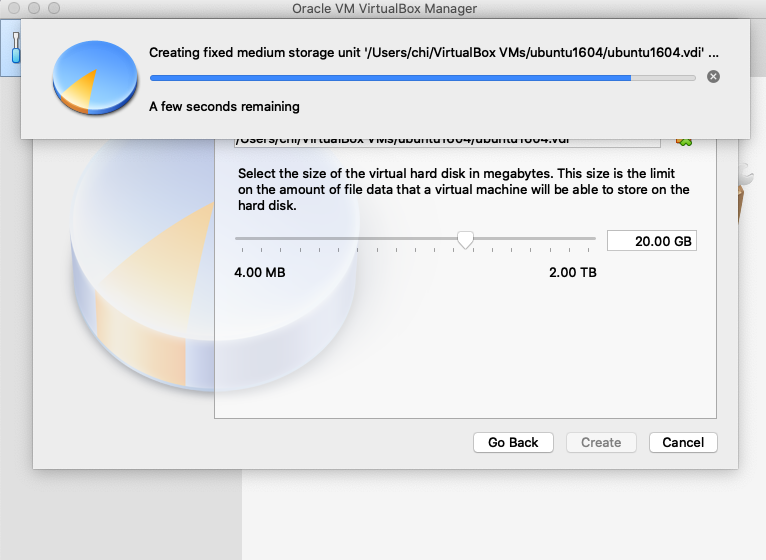 Oracle VM VirtualBox Manager
Creating fixed medium storage unit '/Users/chi/VirtualBox VMs/ubuntu1604/ubuntu1604.vdi' ...
A few seconds remaining
/Users/chi/VirtualBox VMs/ubuntu1604/ubuntu1604.vdi
Select the size of the virtual hard disk in megabytes. This size is the limit
on the amount of file data that a virtual machine will be able to store on the
hard disk.
20.00 GB
4.00 MB 2.00 TB
Go Back Create Cancel